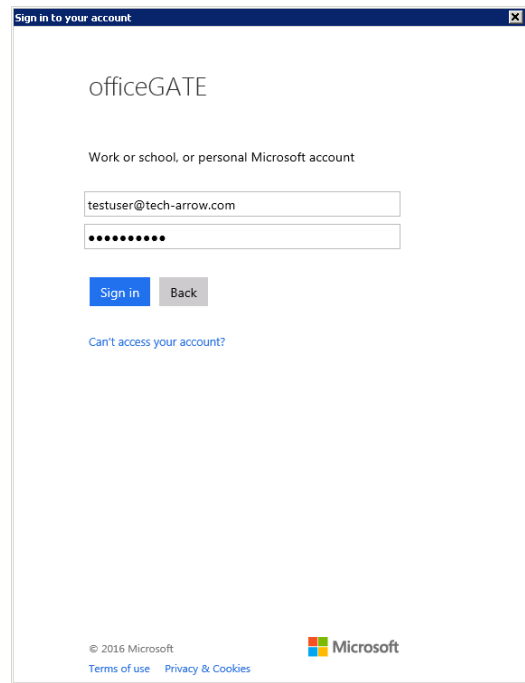 Sign in to your account
officeGATE
Work or school, or personal Microsoft account
testuser@tech-arrow.com
••••••••••
Sign in Back
Can't access your account?
© 2016 Microsoft Microsoft
Terms of use Privacy & Cookies